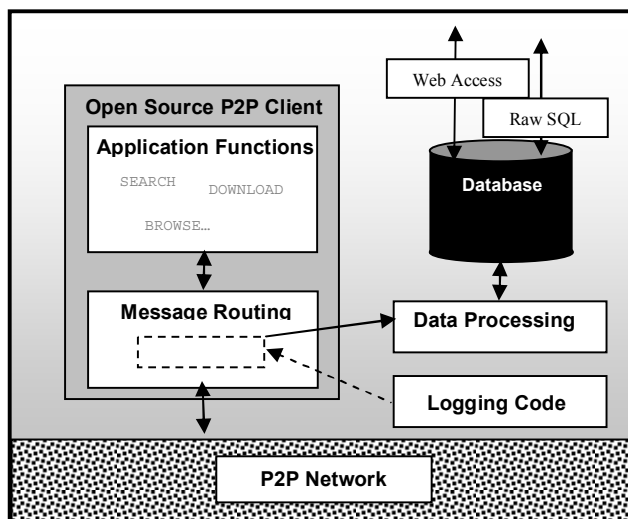 Web Access
Raw SQL
Open Source P2P Client
Application Functions
SEARCH
DOWNLOAD
BROWSE…
Database
Message Routing
Data Processing
Logging Code
P2P Network